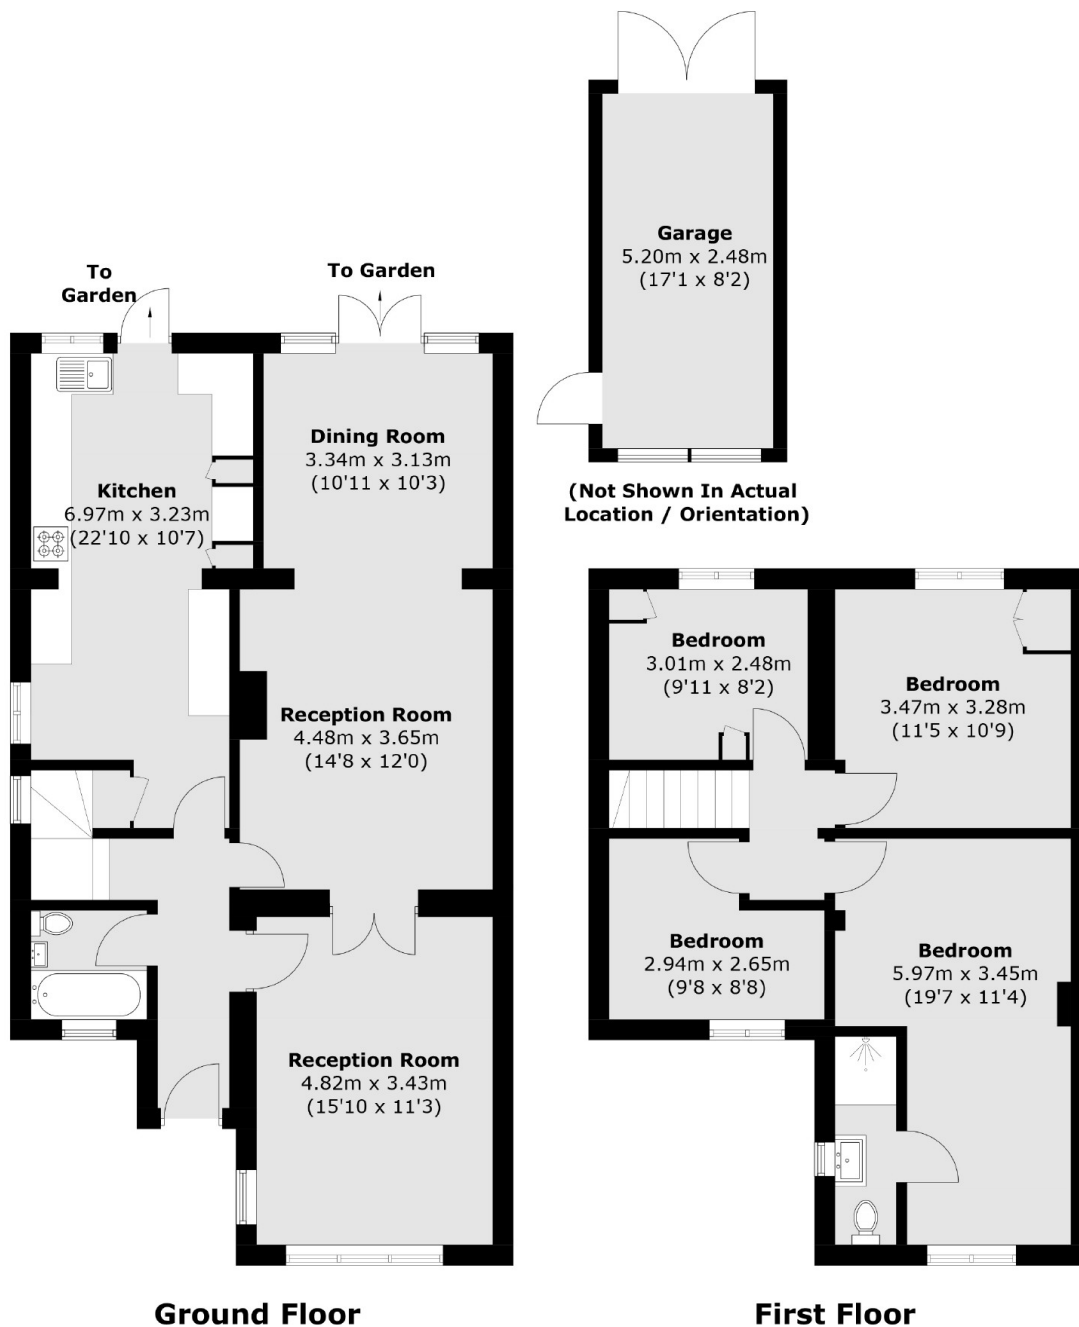 Garage
5.20m x 2.48m
(17'1 x 8'2)
(Not Shown In Actual
Location / Orientation)
To
Garden
To Garden
Dining Room
3.34m x 3.13m
(10'11 x 10'3)
Kitchen
6.97m x 3.23m
(22'10 x 10'7)
Reception Room
4.48m x 3.65m
(14'8 x 12'0)
Reception Room
4.82m x 3.43m
(15'10 x 11'3)
Ground Floor
Bedroom
3.01m x 2.48m
(9'11 x 8'2)
Bedroom
3.47m x 3.28m
(11'5 x 10'9)
Bedroom
2.94m x 2.65m
(9'8 x 8'8)
Bedroom
5.97m x 3.45m
(19'7 x 11'4)
First Floor